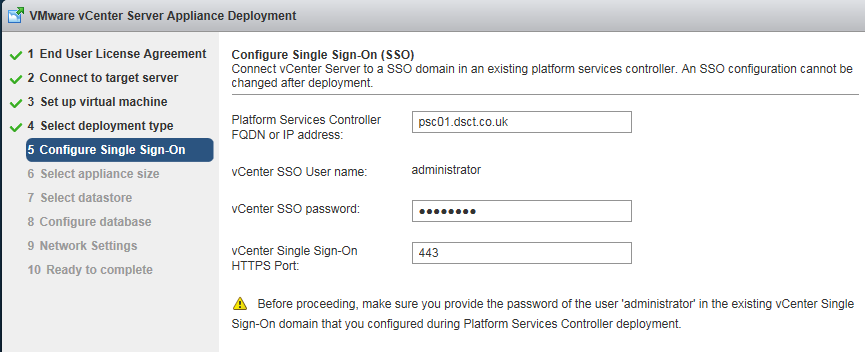 VMware vCenter Server Appliance Deployment
1 End User License Agreement
2 Connect to target server
3 Set up virtual machine
4 Select deployment type
5 Configure Single Sign-On
6 Select appliance size
7 Select datastore
8 Configure database
9 Network Settings
10 Ready to complete
Configure Single Sign-On (SSO)
Connect vCenter Server to a SSO domain in an existing platform services controller. An SSO configuration cannot be
changed after deployment.
Platform Services Controller
FQDN or IP address:
psc01.dsct.co.uk
vCenter SSO User name:
administrator
vCenter SSO password:
●●●●●●●●
vCenter Single Sign-On
HTTPS Port:
443
Before proceeding, make sure you provide the password of the user 'administrator' in the existing vCenter Single
Sign-On domain that you configured during Platform Services Controller deployment.